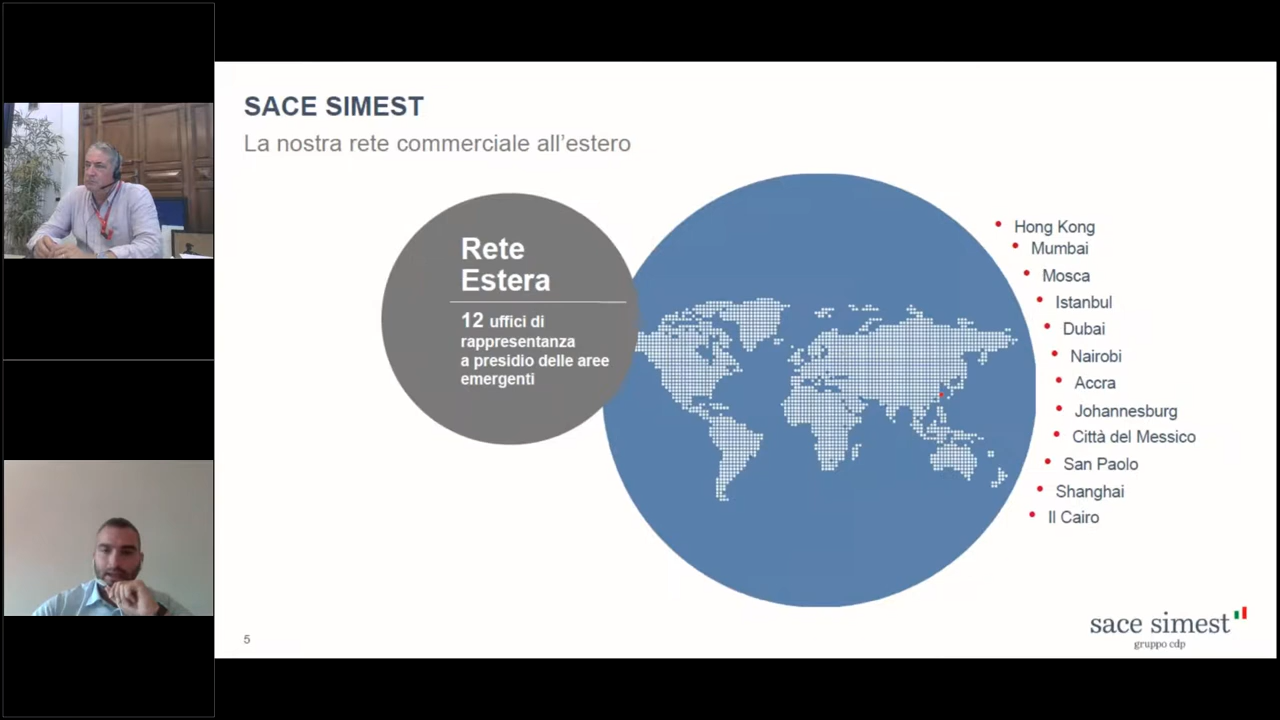 SACE SIMEST
La nostra rete commerciale all’estero
Rete
Estera
12 uffici di
rappresentanza
a presidio delle aree
emergenti
• Hong Kong
• Mumbai
• Mosca
• Istanbul
• Dubai
• Nairobi
• Accra
• Johannesburg
• Città del Messico
• San Paolo
• Shanghai
• Il Cairo
5
sace simest
gruppo cdp